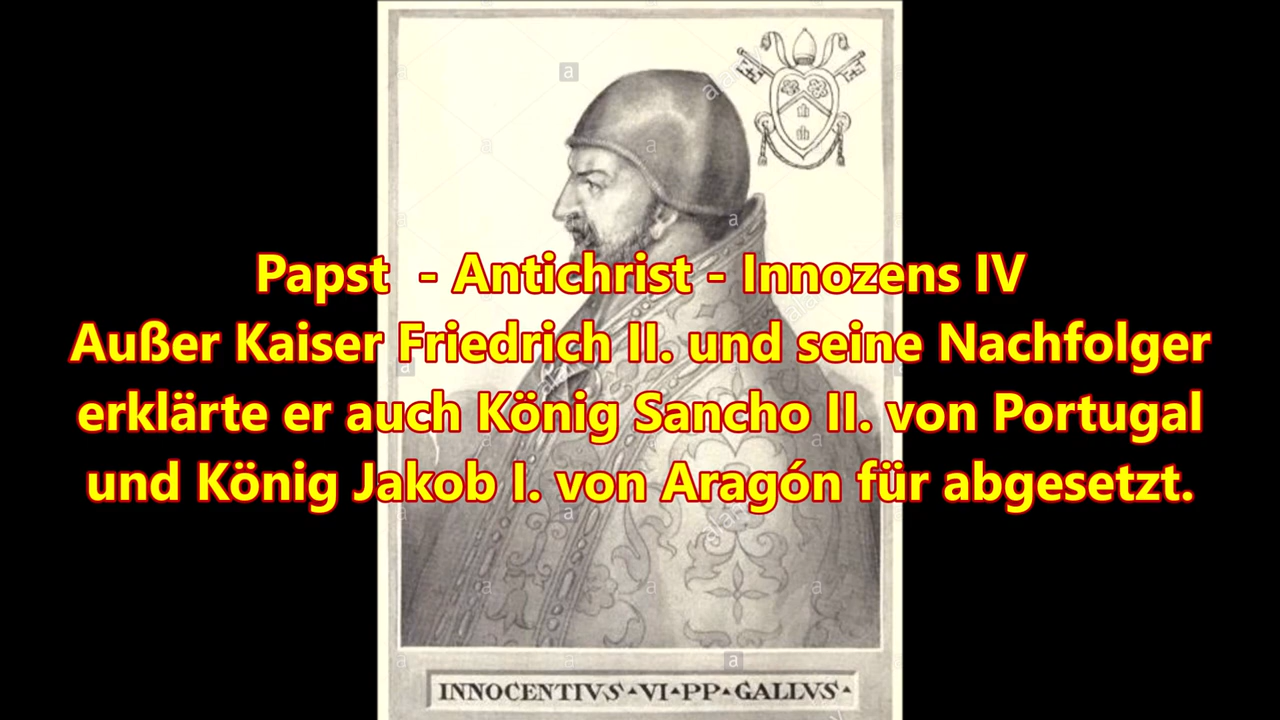 Papst - Antichrist - Innozens IV
Außer Kaiser Friedrich II. und seine Nachfolger
erklärte er auch König Sancho II. von Portugal
und König Jakob I. von Aragón für abgesetzt.
INNOCENTIVS▲VI▲PP▲GALLVS▲